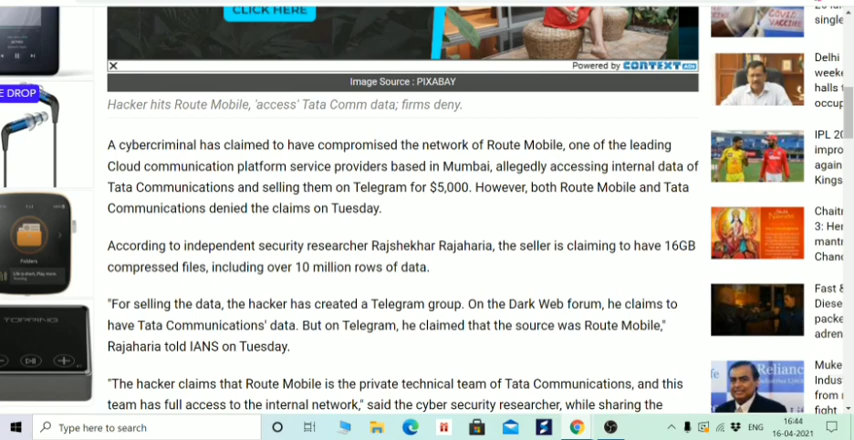 CLICK HERE
Powered by CONTEXT ADS
Image Source : PIXABAY
Hacker hits Route Mobile, 'access' Tata Comm data; firms deny.
A cybercriminal has claimed to have compromised the network of Route Mobile, one of the leading
Cloud communication platform service providers based in Mumbai, allegedly accessing internal data of
Tata Communications and selling them on Telegram for $5,000. However, both Route Mobile and Tata
Communications denied the claims on Tuesday.
According to independent security researcher Rajshekhar Rajaharia, the seller is claiming to have 16GB
compressed files, including over 10 million rows of data.
"For selling the data, the hacker has created a Telegram group. On the Dark Web forum, he claims to
have Tata Communications' data. But on Telegram, he claimed that the source was Route Mobile,"
Rajaharia told IANS on Tuesday.
"The hacker claims that Route Mobile is the private technical team of Tata Communications, and this
team has full access to the internal network," said the cyber security researcher, while sharing the
E DROP
Folders
TOPPING
COVID
VACCINE
single
Delhi
weeke
halls
occup
IPL 20
impro
again
Kings
Chaitr
3: Her
mant
Chan
Fast &
Diese
packe
adren
Muke
Indus
from
fight
fe
Relianc
Type here to search
ENG
16:44
16-04-2021